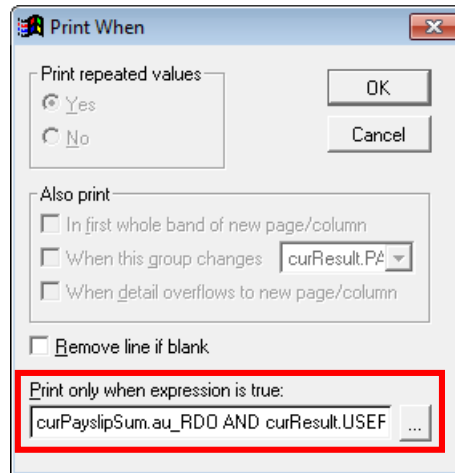 Print When
Print repeated values
Yes
No
OK
Cancel
Also print
In first whole band of new page/column
When this group changes curResult.PA
When detail overflows to new page/column
Remove line if blank
Print only when expression is true:
curPayslipSum.au_RDO AND curResult.USEF ...